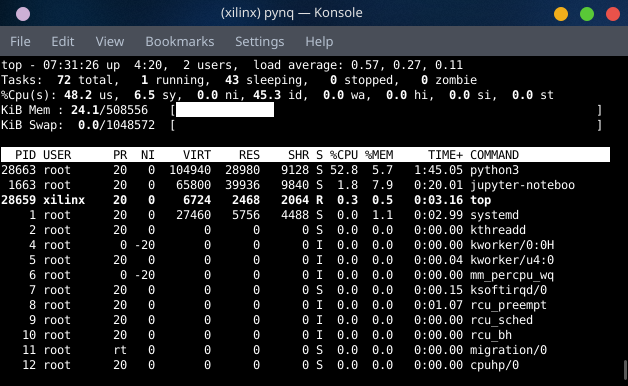 (xilinx) pynq — Konsole
File Edit View Bookmarks Settings Help
top - 07:31:26 up  4:20,  2 users,  load average: 0.57, 0.27, 0.11
Tasks:  72 total,   1 running,  43 sleeping,   0 stopped,   0 zombie
%Cpu(s): 48.2 us,  6.5 sy,  0.0 ni, 45.3 id,  0.0 wa,  0.0 hi,  0.0 si,  0.0 st
KiB Mem : 24.1/508556   [ ]
KiB Swap:  0.0/1048572  [ ]
PID USER PR NI VIRT RES SHR S %CPU %MEM TIME+ COMMAND
28663 root 20 0 104940 28980 9128 S 52.8 5.7 1:45.05 python3
1663 root 20 0 65800 39936 9840 S 1.8 7.9 0:20.01 jupyter-noteboo
28659 xilinx 20 0 6724 2468 2064 R 0.3 0.5 0:03.16 top
1 root 20 0 27460 5756 4488 S 0.0 1.1 0:02.99 systemd
2 root 20 0 0 0 0 S 0.0 0.0 0:00.00 kthreadd
4 root 0 -20 0 0 0 I 0.0 0.0 0:00.00 kworker/0:0H
5 root 20 0 0 0 0 I 0.0 0.0 0:00.04 kworker/u4:0
6 root 0 -20 0 0 0 I 0.0 0.0 0:00.00 mm_percpu_wq
7 root 20 0 0 0 0 S 0.0 0.0 0:00.15 ksoftirqd/0
8 root 20 0 0 0 0 I 0.0 0.0 0:01.07 rcu_preempt
9 root 20 0 0 0 0 I 0.0 0.0 0:00.00 rcu_sched
10 root 20 0 0 0 0 I 0.0 0.0 0:00.00 rcu_bh
11 root rt 0 0 0 0 S 0.0 0.0 0:00.00 migration/0
12 root 20 0 0 0 0 S 0.0 0.0 0:00.00 cpuhp/0